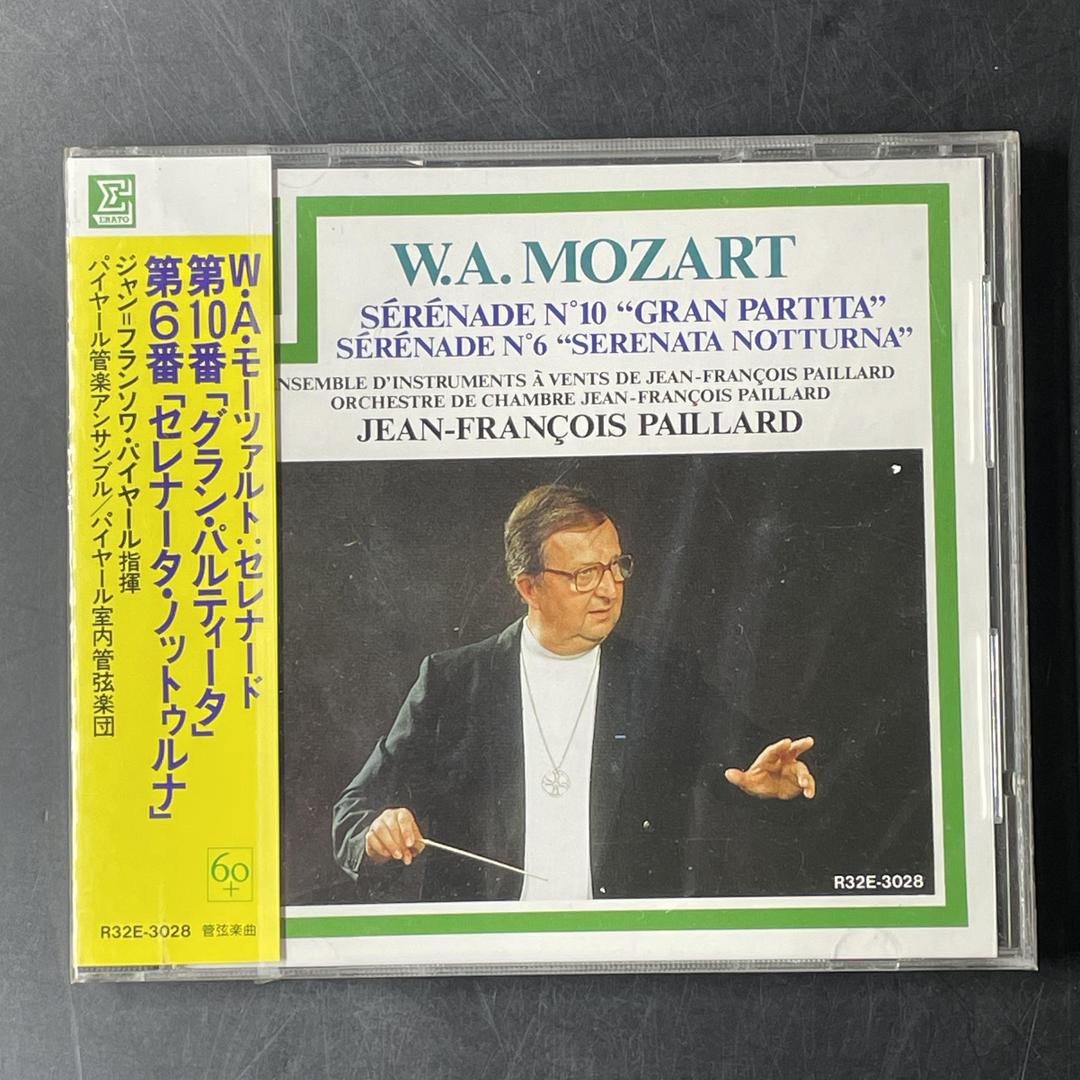 ERATO
W・A・モーツァルト：セレナード
第10番「グラン・パルティータ」
第6番「セレナータ・ノットゥルナ」
ジャン＝フランソワ・パイヤール指揮
パイヤール管楽アンサンブル／パイヤール室内管弦楽団
60+
R32E-3028 管弦楽曲
W.A. MOZART
SÉRÉNADE N°10 “GRAN PARTITA”
SÉRÉNADE N°6 “SERENATA NOTTURNA”
NSEMBLE D'INSTRUMENTS À VENTS DE JEAN-FRANÇOIS PAILLARD
ORCHESTRE DE CHAMBRE JEAN-FRANÇOIS PAILLARD
JEAN-FRANÇOIS PAILLARD
R32E-3028